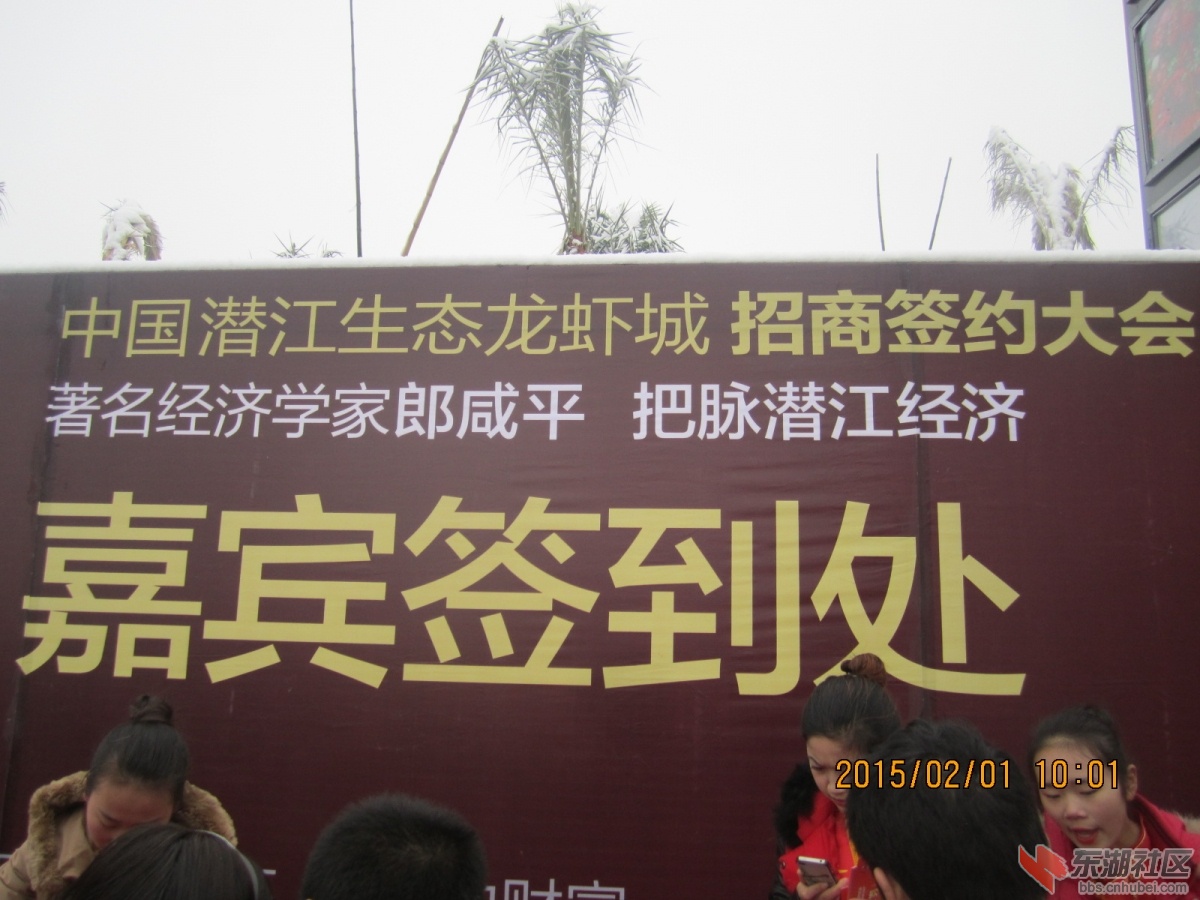 中国潜江生态龙虾城 招商签约大会
著名经济学家郎咸平 把脉潜江经济
嘉宾签到处
2015/02/01 10:01
财富
东湖社区
bbs.cnhubei.com